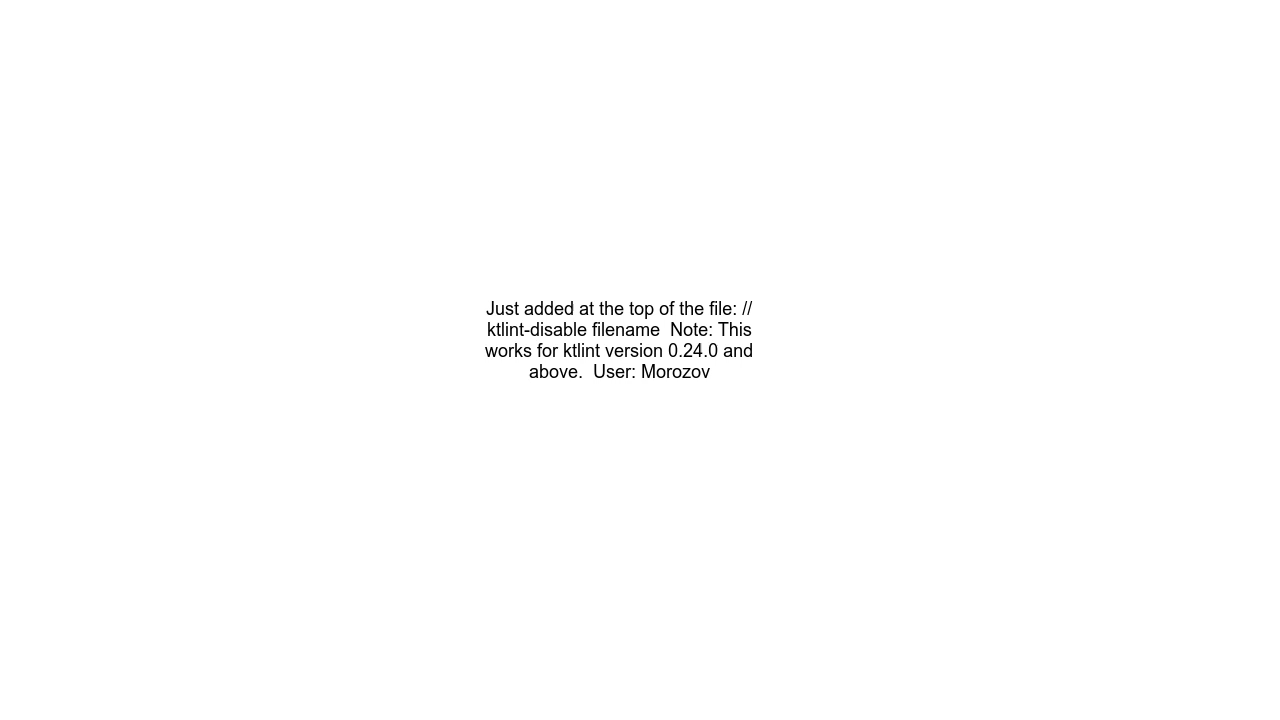 Just added at the top of the file: //
ktlint-disable filename  Note: This
works for ktlint version 0.24.0 and
above.  User: Morozov